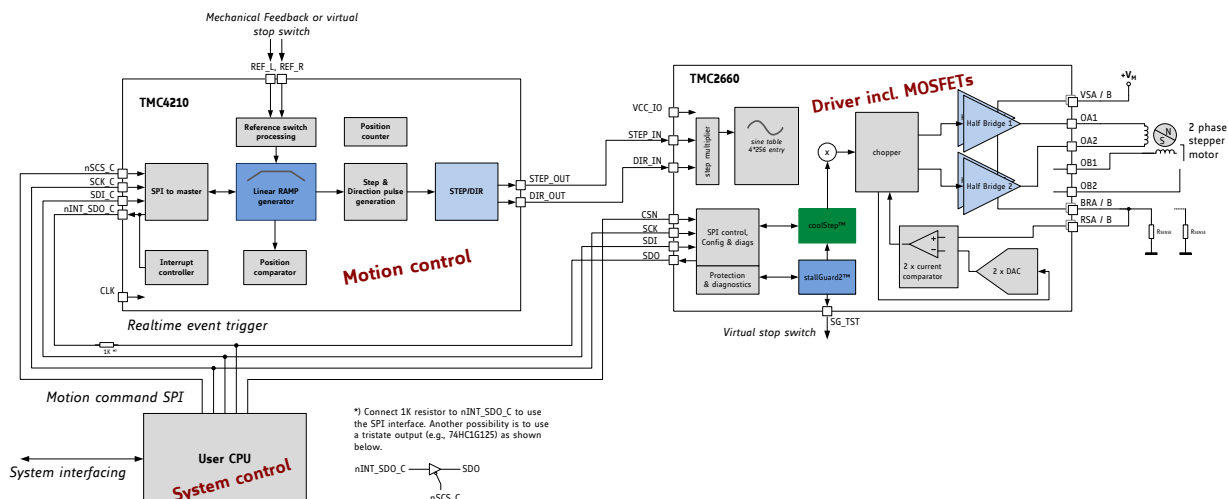 Mechanical Feedback or virtual
stop switch
REF_L, REF_R
TMC4210
Reference switch
processing
Position
counter
nSCS_C
SCK_C
SDI_C
nINT_SDO_C
SPI to master
Linear RAMP
generator
Step &
Direction pulse
generation
STEP/DIR
STEP_OUT
DIR_OUT
Interrupt
controller
Position
comparator
Motion control
CLK
Realtime event trigger
1K *)
Motion command SPI
User CPU
System control
System interfacing
*) Connect 1K resistor to nINT_SDO_C to use
the SPI interface. Another possibility is to use
a tristate output (e.g., 74HC1G125) as shown
below.
nINT_SDO_C
SDO
nSCS_C
TMC2660
Driver incl. MOSFETs
VCC_IO
STEP_IN
DIR_IN
step multiplier
sine table
4*256 entry
x
chopper
Half Bridge 1
Half Bridge 2
+VM
VSA / B
OA1
OA2
OB1
OB2
BRA / B
RSA / B
N
S
2 phase
stepper
motor
RSENSE
RSENSE
CSN
SCK
SDI
SDO
SPI control,
Config & diags
Protection
& diagnostics
coolStep™
stallGuard2™
+
-
2 x current
comparator
2 x DAC
SG_TST
Virtual stop switch